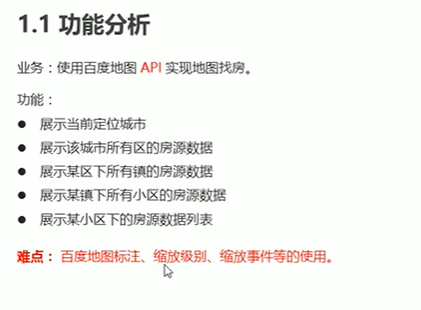 1.1 功能分析
业务：使用百度地图 API 实现地图找房。
功能：
● 展示当前定位城市
● 展示该城市所有区的房源数据
● 展示某区下所有镇的房源数据
● 展示某镇下所有小区的房源数据
● 展示某小区下的房源数据列表
难点： 百度地图标注、缩放级别、缩放事件等的使用。